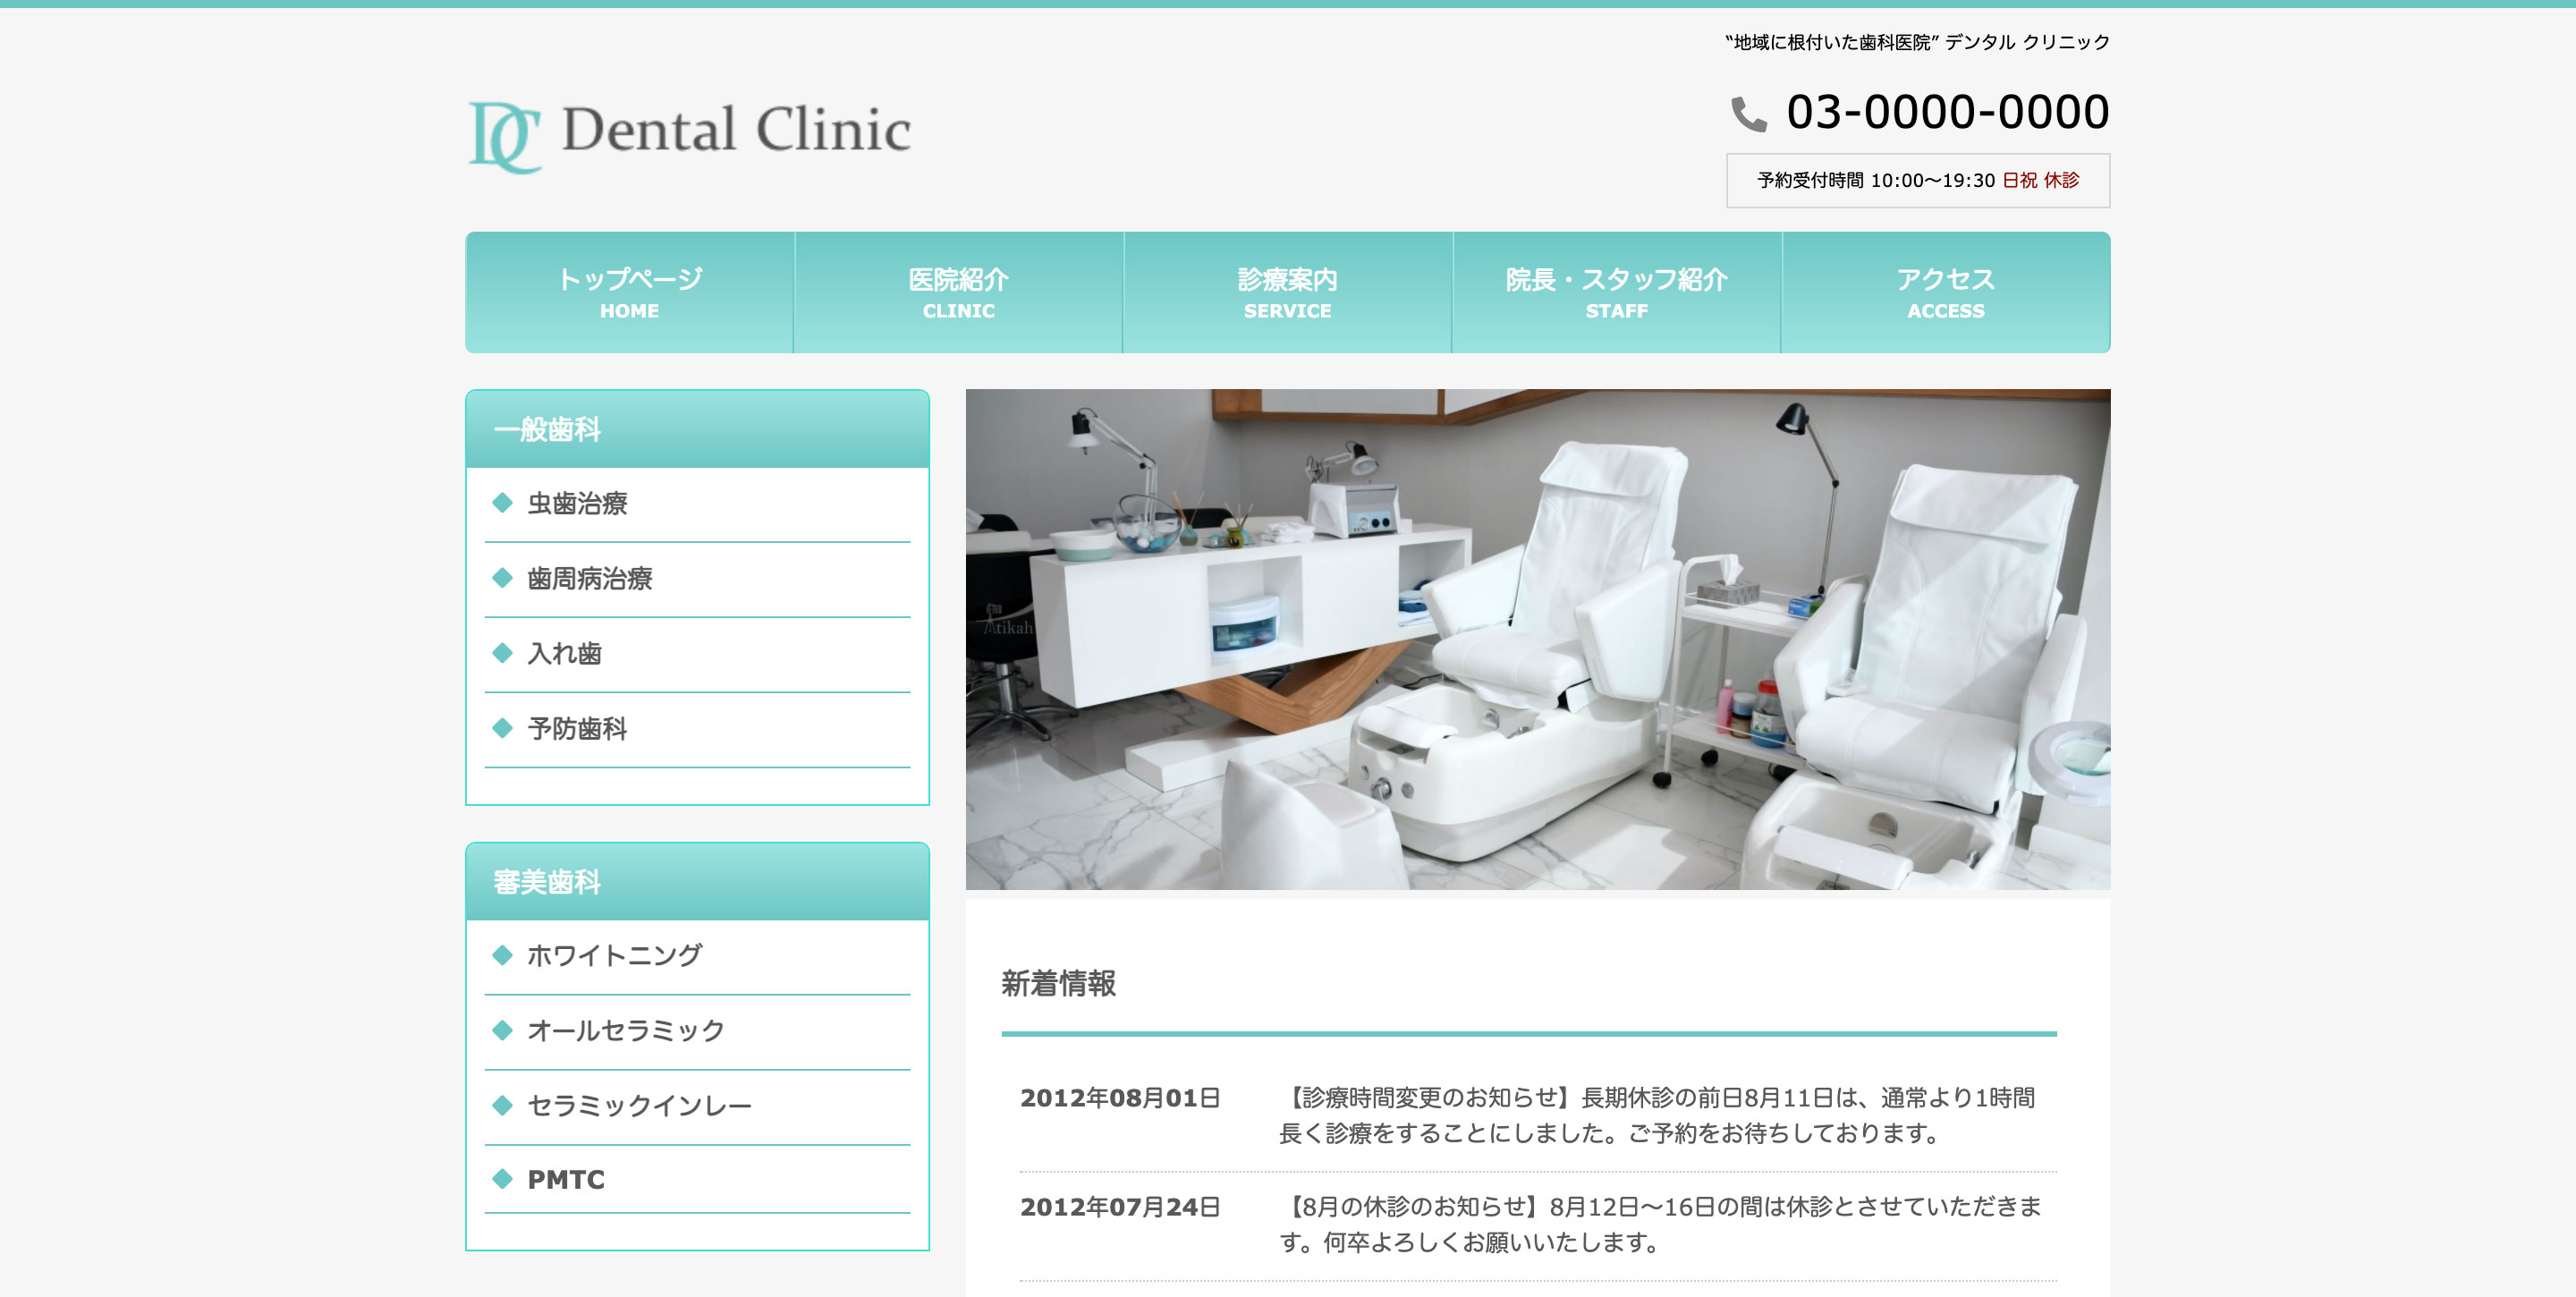 “地域に根付いた歯科医院” デンタル クリニック
DC Dental Clinic
03-0000-0000
予約受付時間 10:00〜19:30 日祝 休診
トップページ
HOME
医院紹介
CLINIC
診療案内
SERVICE
院長・スタッフ紹介
STAFF
アクセス
ACCESS
一般歯科
虫歯治療
歯周病治療
入れ歯
予防歯科
審美歯科
ホワイトニング
オールセラミック
セラミックインレー
PMTC
Atikah
新着情報
2012年08月01日
【診療時間変更のお知らせ】長期休診の前日8月11日は、通常より1時間
長く診療をすることにしました。ご予約をお待ちしております。
2012年07月24日
【8月の休診のお知らせ】8月12日〜16日の間は休診とさせていただきま
す。何卒よろしくお願いいたします。